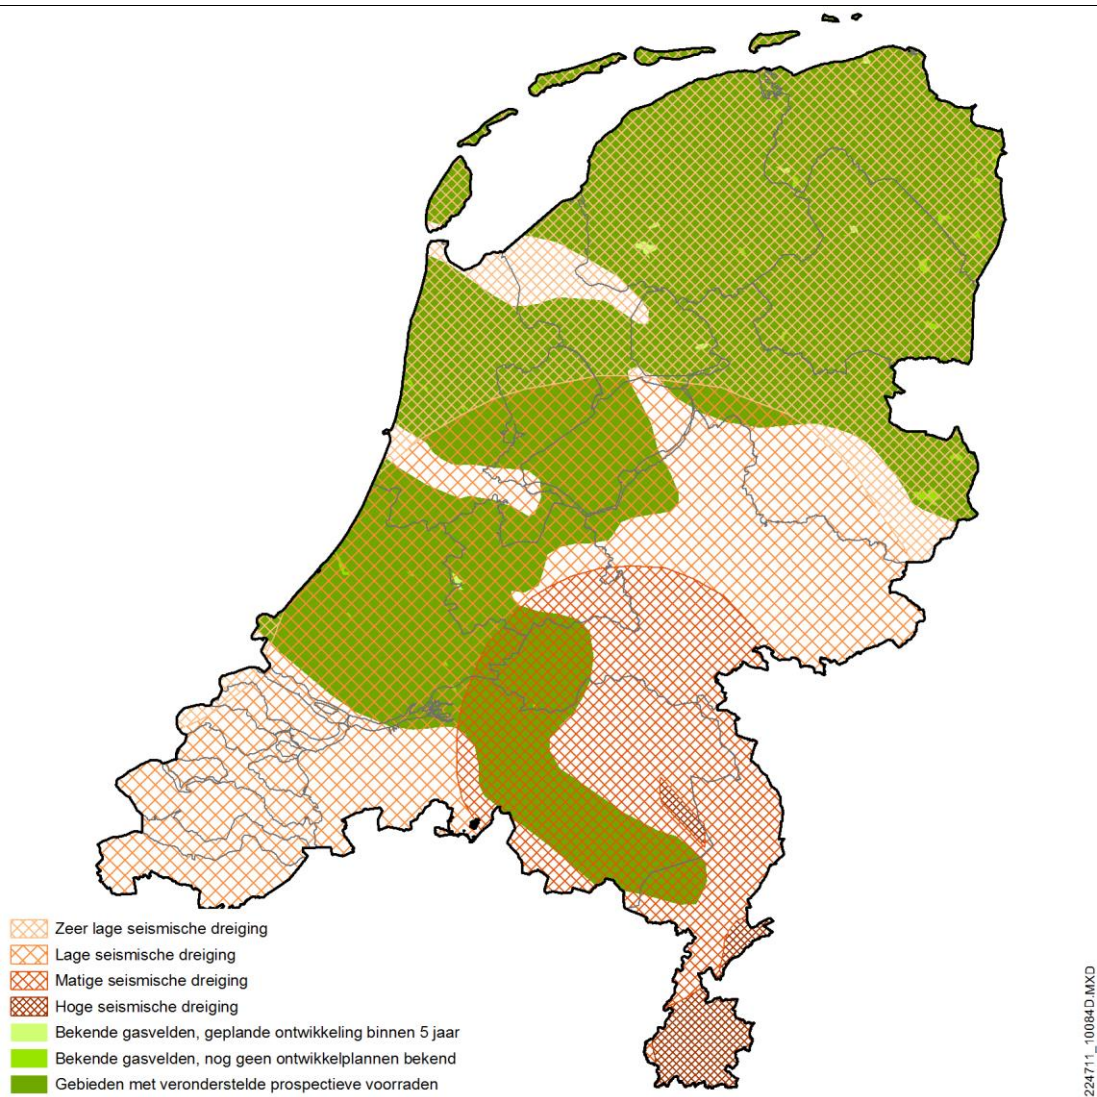 Zeer lage seismische dreiging
Lage seismische dreiging
Matige seismische dreiging
Hoge seismische dreiging
Bekende gasvelden, geplande ontwikkeling binnen 5 jaar
Bekende gasvelden, nog geen ontwikkelplannen bekend
Gebieden met veronderstelde prospectieve voorraden
224711_10084D.MXD